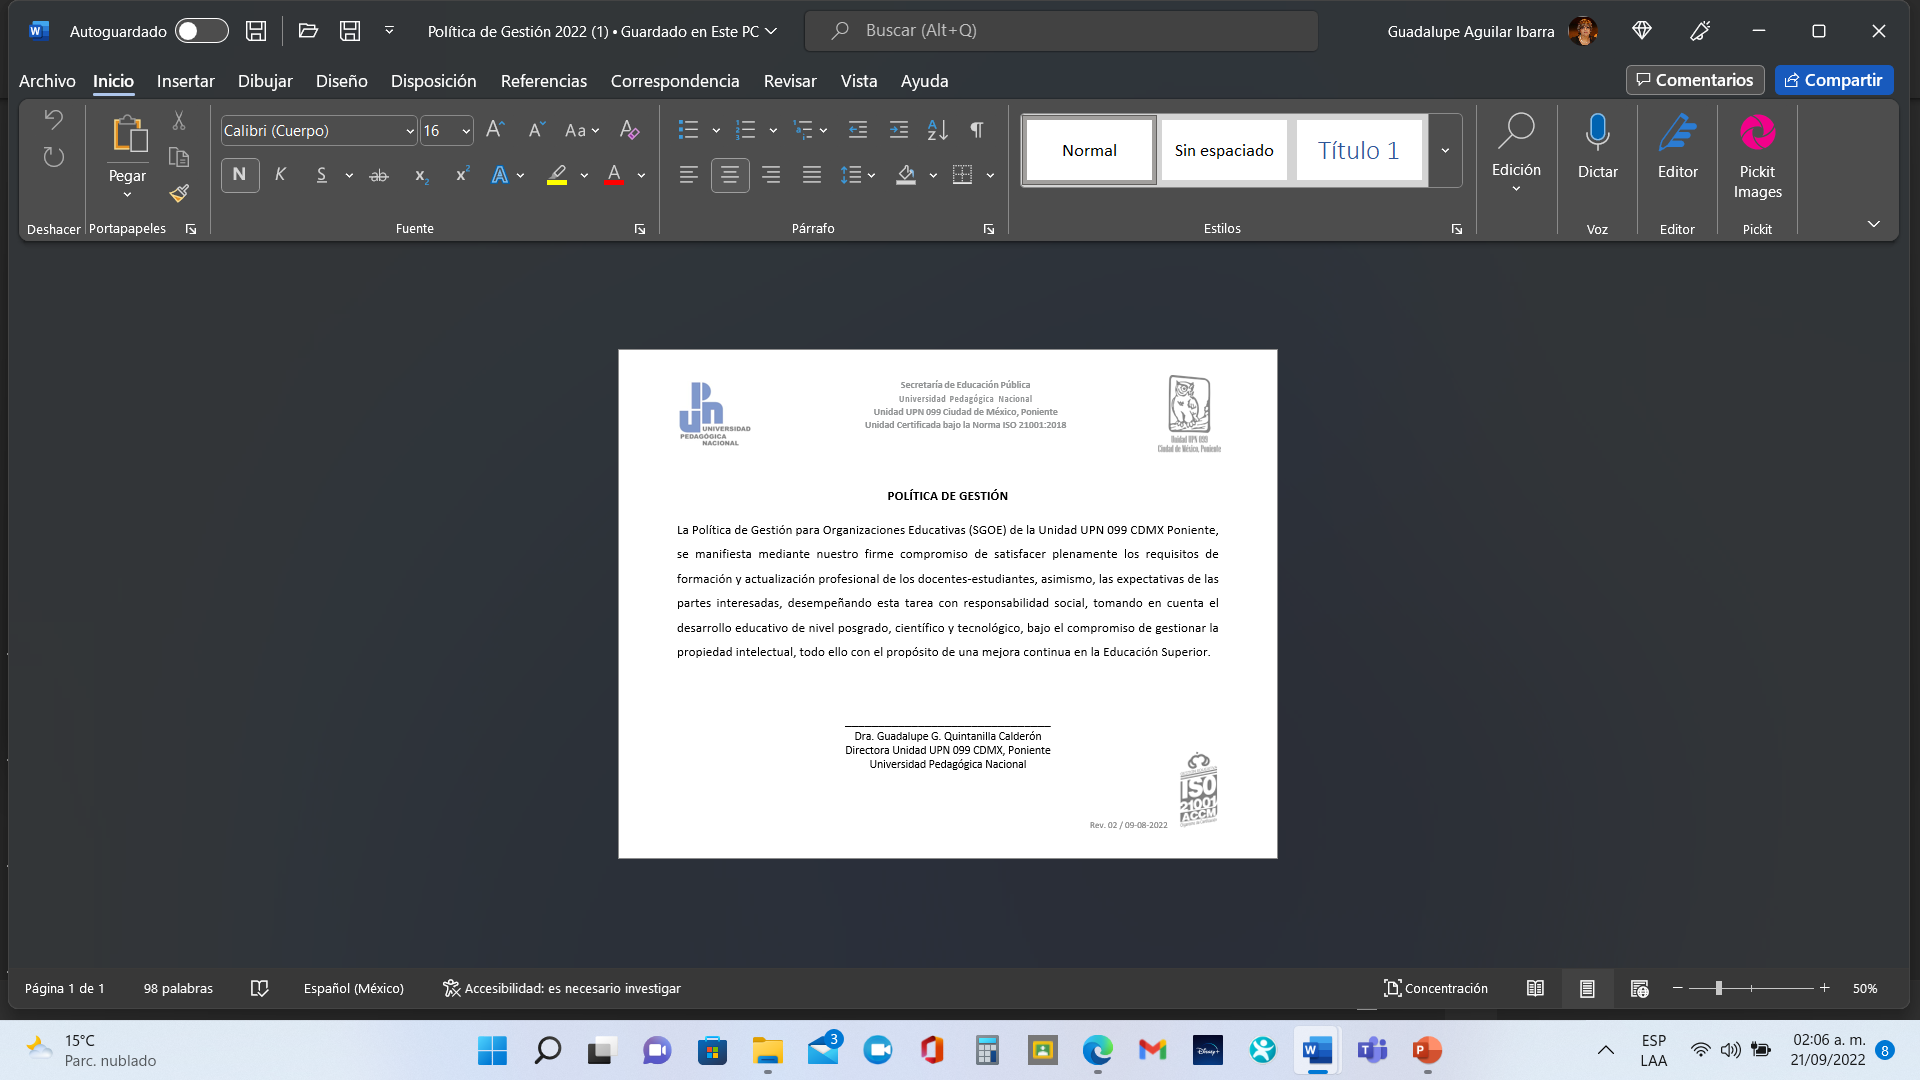 Autoguardado
Política de Gestión 2022 (1) • Guardado en Este PC
Buscar (Alt+Q)
Guadalupe Aguilar Ibarra
Archivo Inicio Insertar Dibujar Diseño Disposición Referencias Correspondencia Revisar Vista Ayuda
Comentarios Compartir
Calibri (Cuerpo) 16
Pegar
Normal Sin espaciado Título 1
Edición Dictar Editor Pickit Images
Deshacer Portapapeles Fuente Párrafo Estilos Voz Editor Pickit
UNIVERSIDAD
PEDAGÓGICA
NACIONAL
Secretaría de Educación Pública
Universidad Pedagógica Nacional
Unidad UPN 099 Ciudad de México, Poniente
Unidad Certificada bajo la Norma ISO 21001:2018
Unidad UPN 099
Ciudad de México, Poniente
POLÍTICA DE GESTIÓN
La Política de Gestión para Organizaciones Educativas (SGOE) de la Unidad UPN 099 CDMX Poniente,
se manifiesta mediante nuestro firme compromiso de satisfacer plenamente los requisitos de
formación y actualización profesional de los docentes-estudiantes, asimismo, las expectativas de las
partes interesadas, desempeñando esta tarea con responsabilidad social, tomando en cuenta el
desarrollo educativo de nivel posgrado, científico y tecnológico, bajo el compromiso de gestionar la
propiedad intelectual, todo ello con el propósito de una mejora continua en la Educación Superior.
Dra. Guadalupe G. Quintanilla Calderón
Directora Unidad UPN 099 CDMX, Poniente
Universidad Pedagógica Nacional
ISO
21001
ACCM
Rev. 02 / 09-08-2022
Página 1 de 1 98 palabras Español (México) Accesibilidad: es necesario investigar
Concentración 50%
15°C
Parc. nublado
3
ESP
LAA
02:06 a. m.
21/09/2022
8